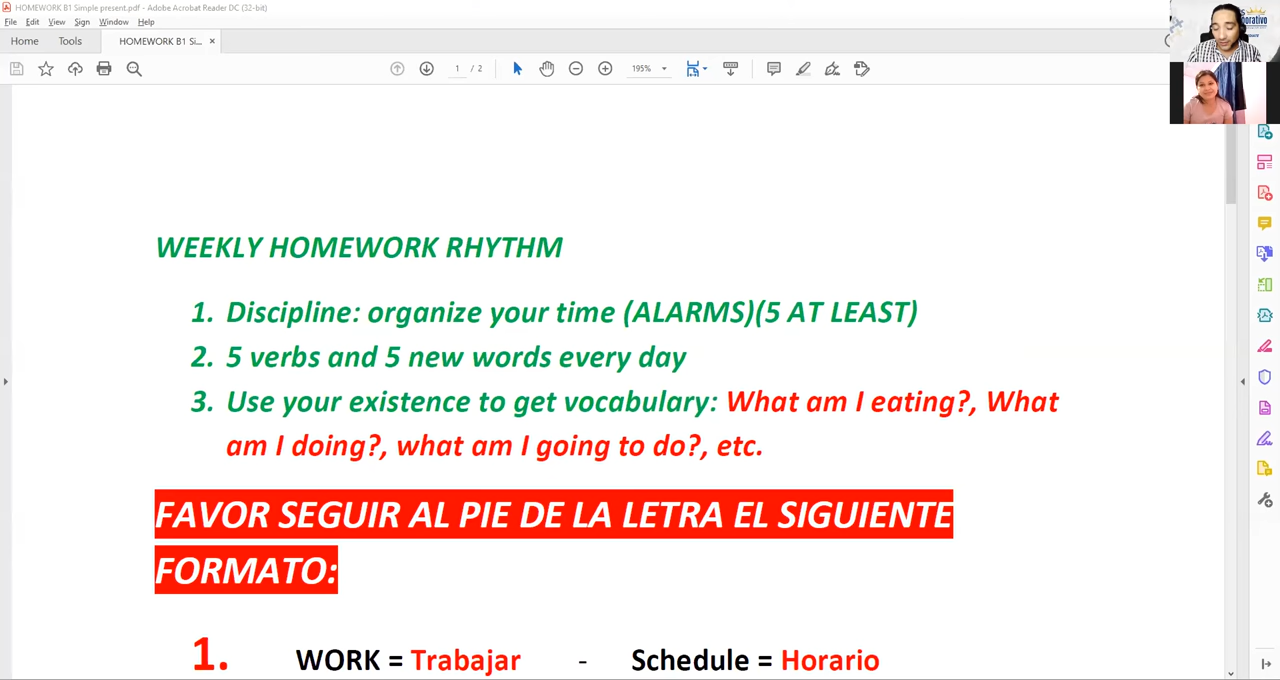 HOMEWORK B1 Simple present.pdf - Adobe Acrobat Reader DC (32-bit)
File Edit View Sign Window Help
Home Tools HOMEWORK B1 Si... ×
1 / 2 195%
WEEKLY HOMEWORK RHYTHM
1. Discipline: organize your time (ALARMS)(5 AT LEAST)
2. 5 verbs and 5 new words every day
3. Use your existence to get vocabulary: What am I eating?, What
am I doing?, what am I going to do?, etc.
FAVOR SEGUIR AL PIE DE LA LETRA EL SIGUIENTE
FORMATO:
1. WORK = Trabajar - Schedule = Horario